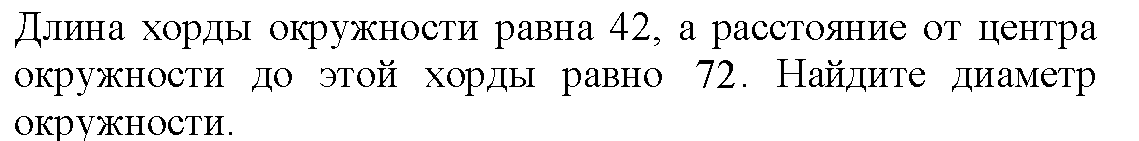 Длина хорды окружности равна 42, а расстояние от центра
окружности до этой хорды равно 72. Найдите диаметр
окружности.